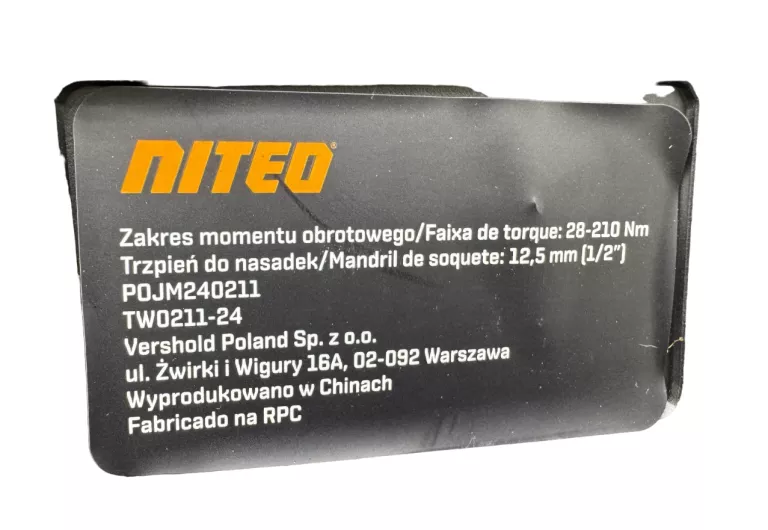 NITEO®
Zakres momentu obrotowego/Faixa de torque: 28-210 Nm
Trzpień do nasadek/Mandril de soquete: 12,5 mm (1/2")
POJM240211
TW0211-24
Vershold Poland Sp. z o.o.
ul. Żwirki i Wigury 16A, 02-092 Warszawa
Wyprodukowano w Chinach
Fabricado na RPC